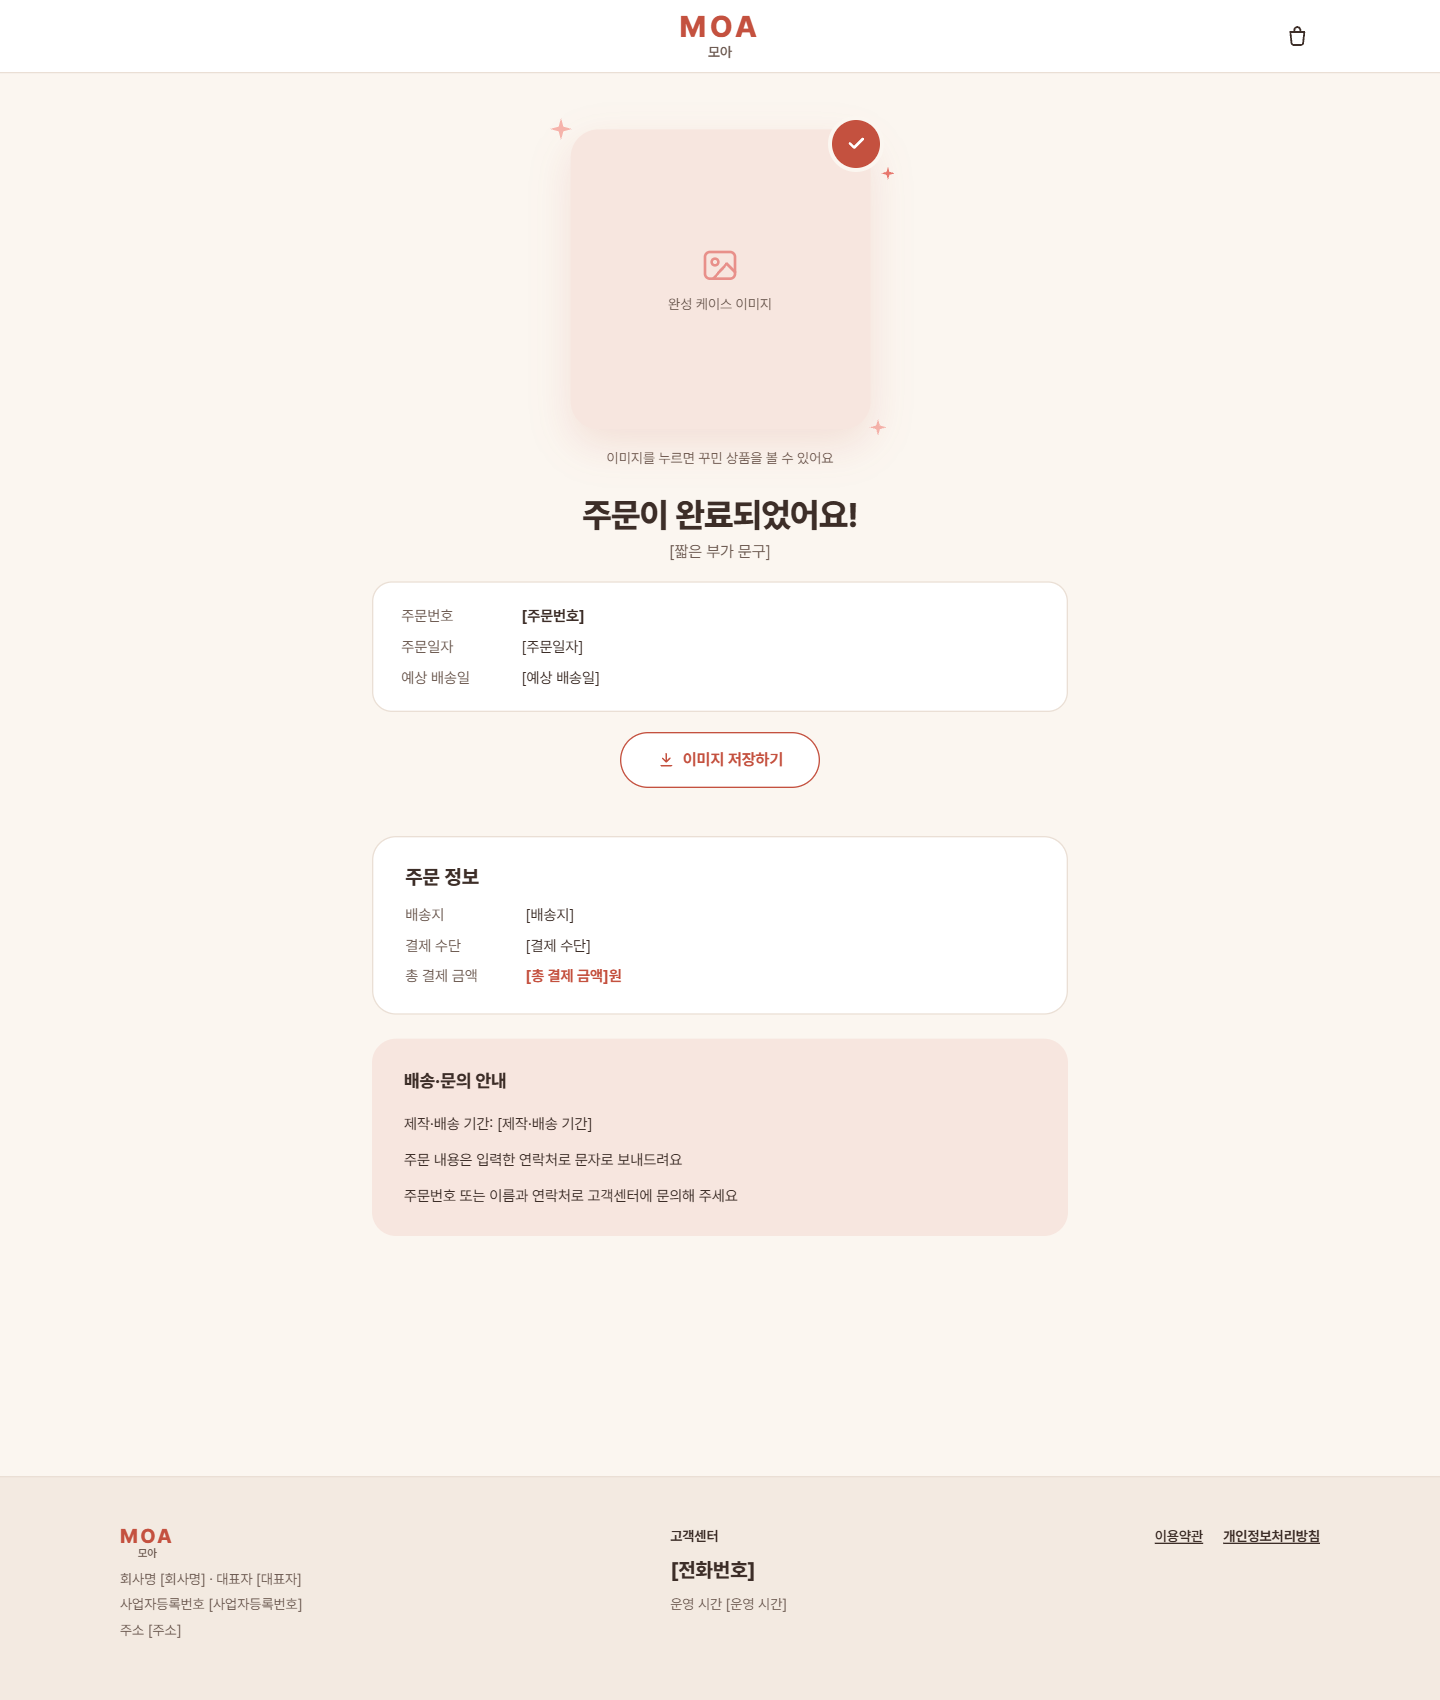 MOA
모아
완성 케이스 이미지
이미지를 누르면 꾸민 상품을 볼 수 있어요
주문이 완료되었어요!
[짧은 부가 문구]
주문번호 [주문번호]
주문일자 [주문일자]
예상 배송일 [예상 배송일]
이미지 저장하기
주문 정보
배송지 [배송지]
결제 수단 [결제 수단]
총 결제 금액 [총 결제 금액]원
배송·문의 안내
제작·배송 기간: [제작·배송 기간]
주문 내용은 입력한 연락처로 문자로 보내드려요
주문번호 또는 이름과 연락처로 고객센터에 문의해 주세요
MOA
모아
회사명 [회사명] · 대표자 [대표자]
사업자등록번호 [사업자등록번호]
주소 [주소]
고객센터
[전화번호]
운영 시간 [운영 시간]
이용약관 개인정보처리방침